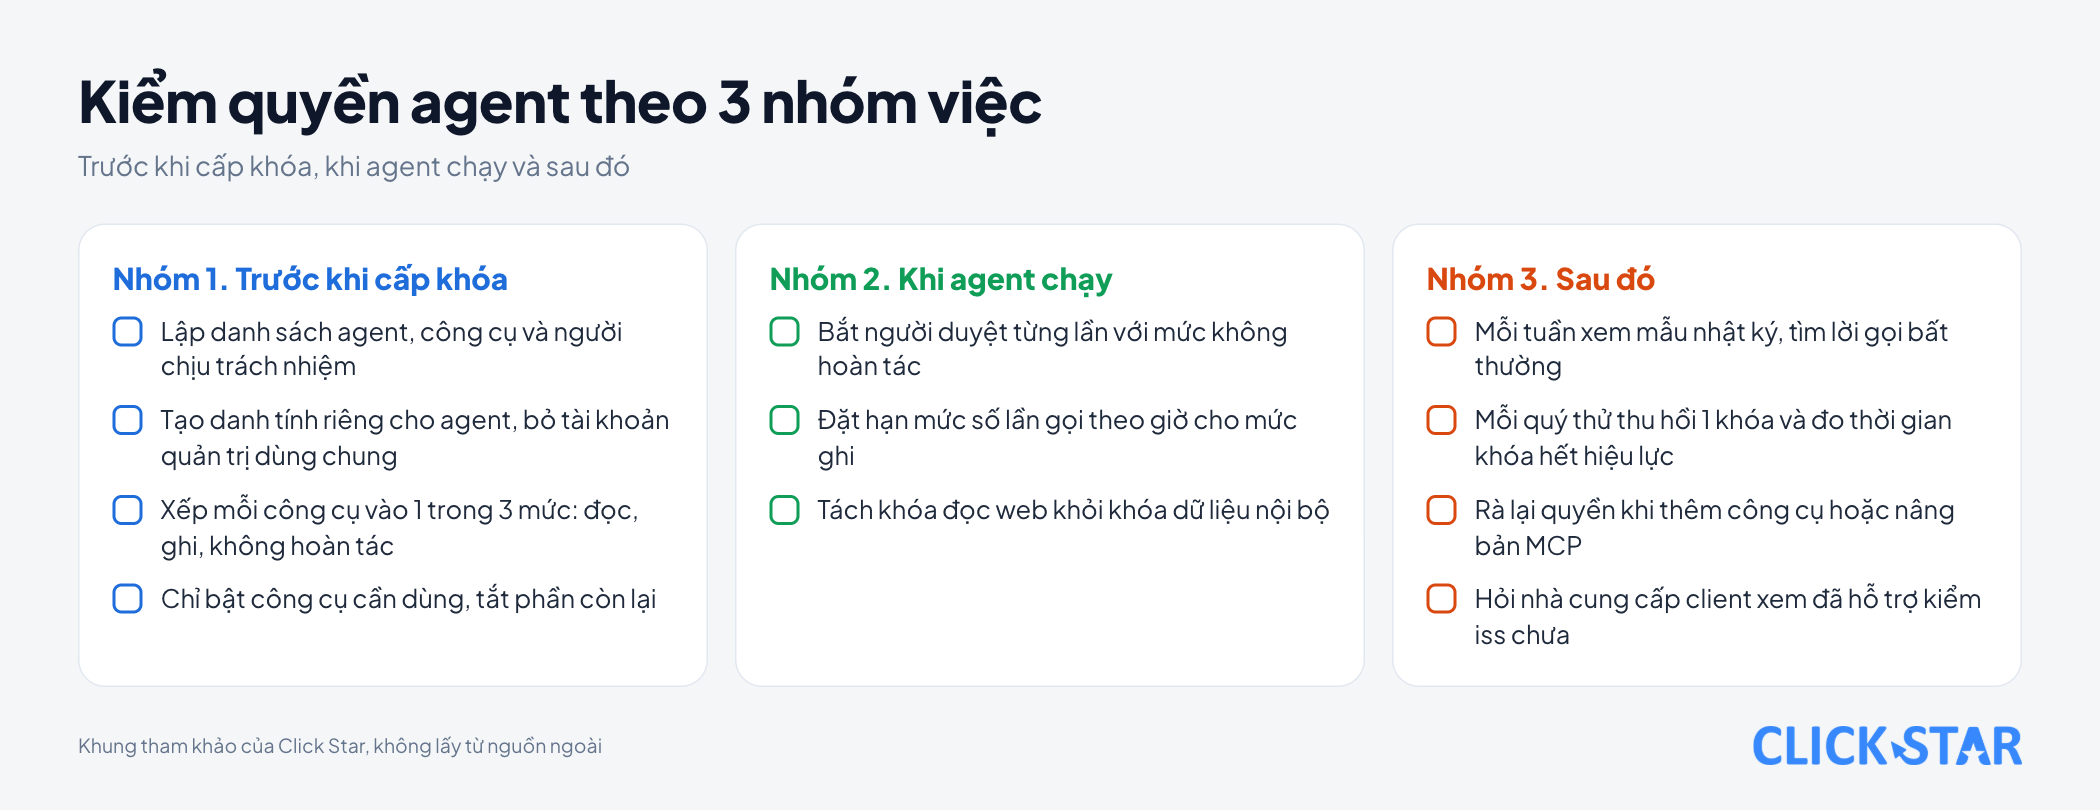 Kiểm quyền agent theo 3 nhóm việc
Trước khi cấp khóa, khi agent chạy và sau đó
Nhóm 1. Trước khi cấp khóa
Lập danh sách agent, công cụ và người
chịu trách nhiệm
Tạo danh tính riêng cho agent, bỏ tài khoản
quản trị dùng chung
Xếp mỗi công cụ vào 1 trong 3 mức: đọc,
ghi, không hoàn tác
Chỉ bật công cụ cần dùng, tắt phần còn lại
Nhóm 2. Khi agent chạy
Bắt người duyệt từng lần với mức không
hoàn tác
Đặt hạn mức số lần gọi theo giờ cho mức
ghi
Tách khóa đọc web khỏi khóa dữ liệu nội bộ
Nhóm 3. Sau đó
Mỗi tuần xem mẫu nhật ký, tìm lời gọi bất
thường
Mỗi quý thử thu hồi 1 khóa và đo thời gian
khóa hết hiệu lực
Rà lại quyền khi thêm công cụ hoặc nâng
bản MCP
Hỏi nhà cung cấp client xem đã hỗ trợ kiểm
iss chưa
Khung tham khảo của Click Star, không lấy từ nguồn ngoài
CLICK STAR